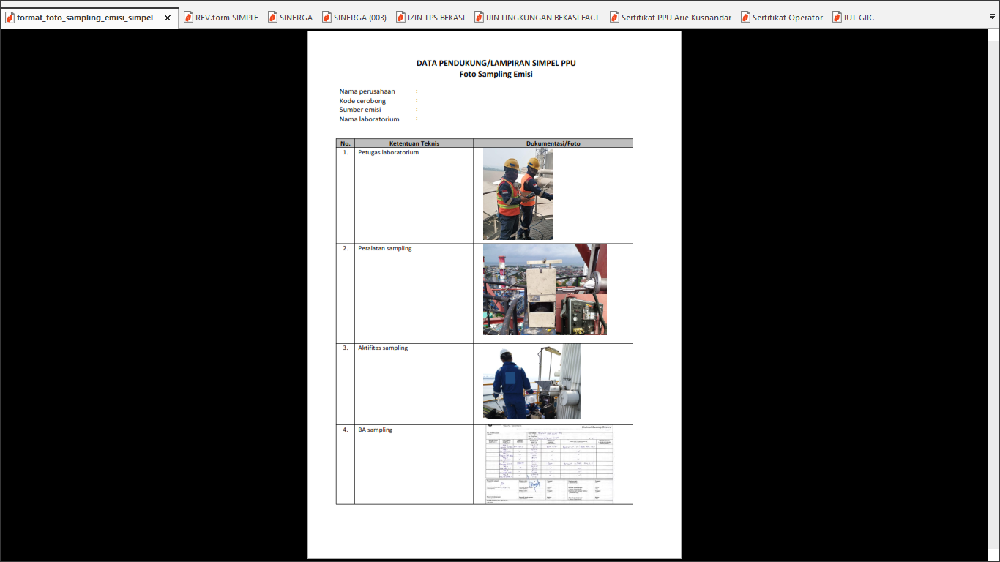 format_foto_sampling_emisi_simpel
REV.form SIMPLE
SINERGA
SINERGA (003)
IZIN TPS BEKASI
IJIN LINGKUNGAN BEKASI FACT
Sertifikat PPU Arie Kusnandar
Sertifikat Operator
IUT GIIC
DATA PENDUKUNG/LAMPIRAN SIMPEL PPU
Foto Sampling Emisi
Nama perusahaan :
Kode cerobong :
Sumber emisi :
Nama laboratorium :
No. Ketentuan Teknis Dokumentasi/Foto
1. Petugas laboratorium
2. Peralatan sampling
3. Aktifitas sampling
4. BA sampling
Chain of Custody Record